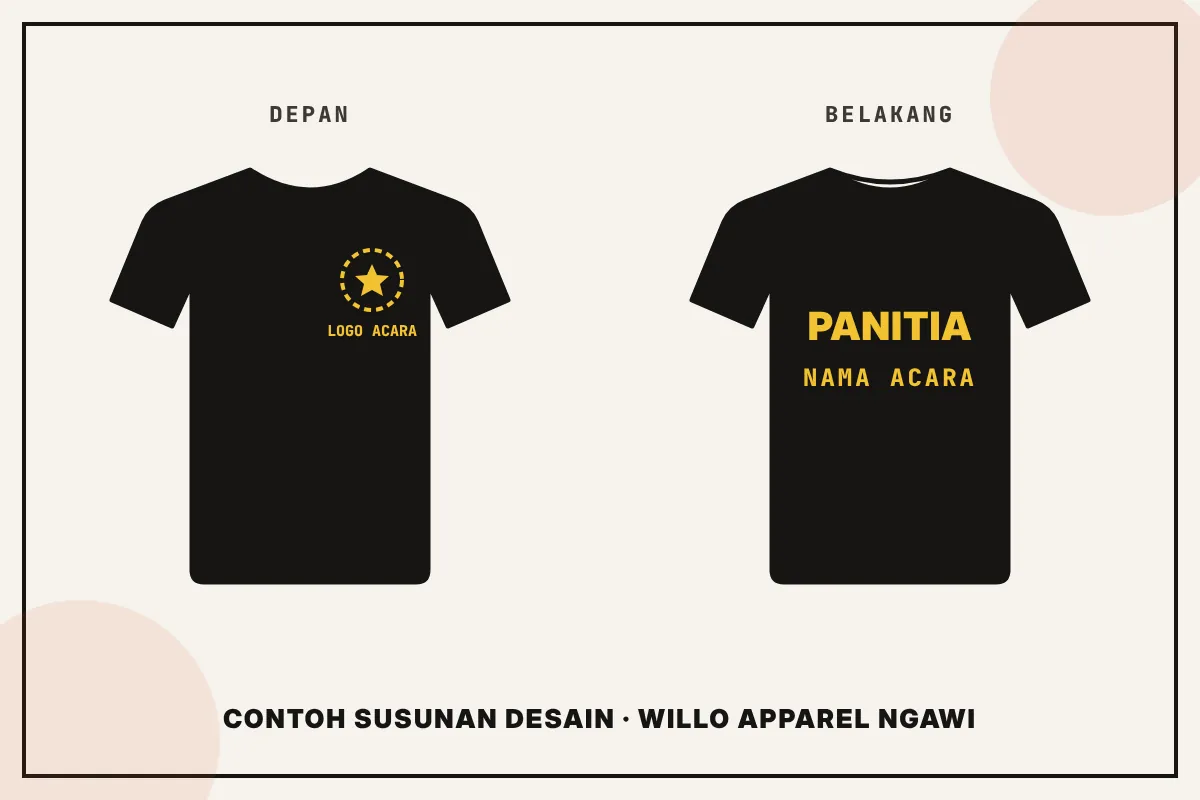 DEPAN
BELAKANG
LOGO ACARA
PANITIA
NAMA ACARA
CONTOH SUSUNAN DESAIN · WILLO APPAREL NGAWI